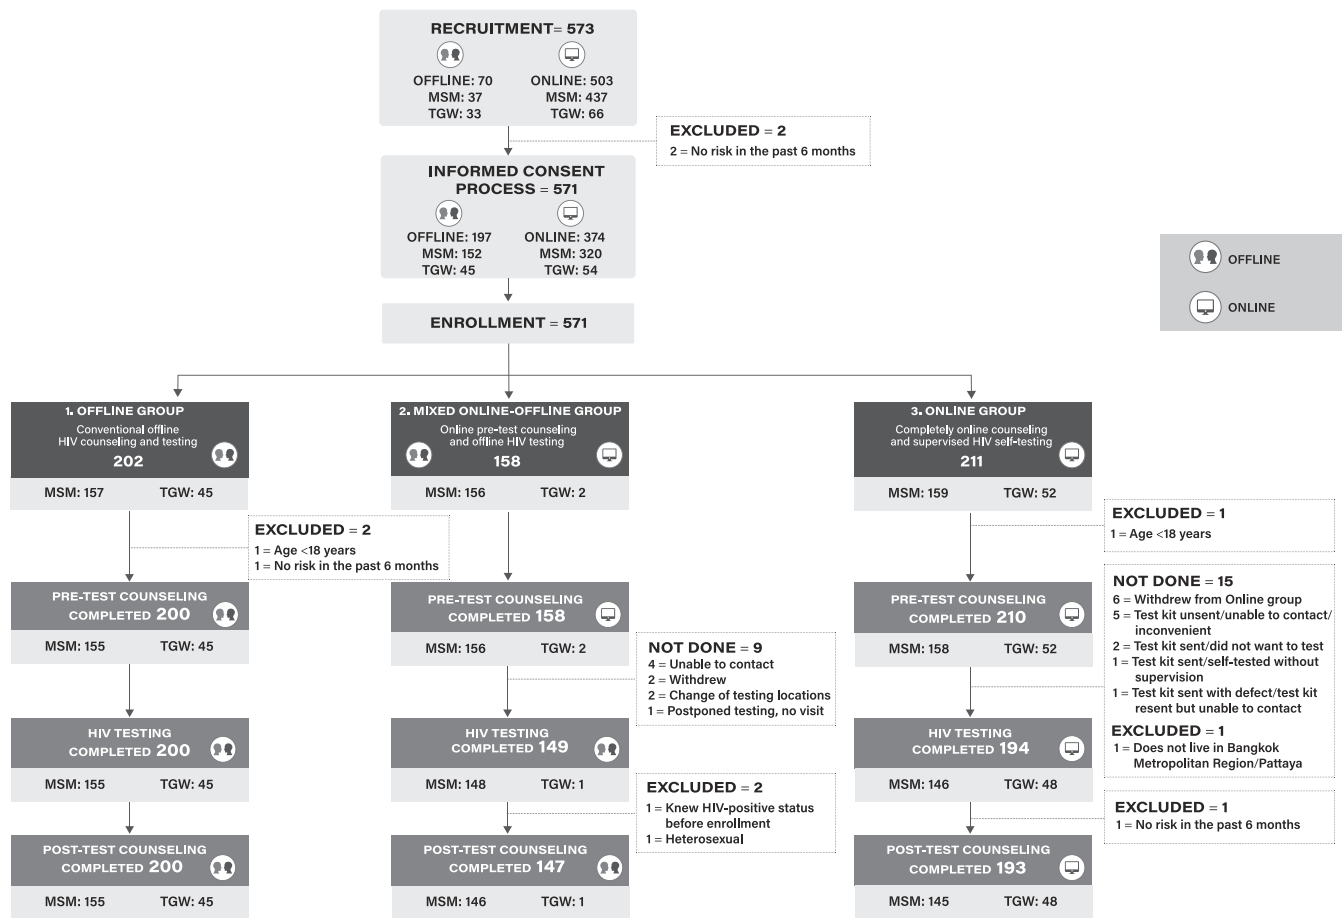 RECRUITMENT= 573
OFFLINE: 70
MSM: 37
TGW: 33
ONLINE: 503
MSM: 437
TGW: 66
EXCLUDED = 2
2 = No risk in the past 6 months
INFORMED CONSENT
PROCESS = 571
OFFLINE: 197
MSM: 152
TGW: 45
ONLINE: 374
MSM: 320
TGW: 54
OFFLINE
ONLINE
ENROLLMENT = 571
1. OFFLINE GROUP
Conventional offline
HIV counseling and testing
202
MSM: 157 TGW: 45
EXCLUDED = 2
1 = Age <18 years
1 = No risk in the past 6 months
PRE-TEST COUNSELING
COMPLETED 200
MSM: 155 TGW: 45
HIV TESTING
COMPLETED 200
MSM: 155 TGW: 45
POST-TEST COUNSELING
COMPLETED 200
MSM: 155 TGW: 45
2. MIXED ONLINE-OFFLINE GROUP
Online pre-test counseling
and offline HIV testing
158
MSM: 156 TGW: 2
PRE-TEST COUNSELING
COMPLETED 158
MSM: 156 TGW: 2
NOT DONE = 9
4 = Unable to contact
2 = Withdrew
2 = Change of testing locations
1 = Postponed testing, no visit
HIV TESTING
COMPLETED 149
MSM: 148 TGW: 1
EXCLUDED = 2
1 = Knew HIV-positive status
before enrollment
1 = Heterosexual
POST-TEST COUNSELING
COMPLETED 147
MSM: 146 TGW: 1
3. ONLINE GROUP
Completely online counseling
and supervised HIV self-testing
211
MSM: 159 TGW: 52
EXCLUDED = 1
1 = Age <18 years
PRE-TEST COUNSELING
COMPLETED 210
MSM: 158 TGW: 52
NOT DONE = 15
6 = Withdrew from Online group
5 = Test kit unsent/unable to contact/
inconvenient
2 = Test kit sent/did not want to test
1 = Test kit sent/self-tested without
supervision
1 = Test kit sent with defect/test kit
resent but unable to contact
EXCLUDED = 1
1 = Does not live in Bangkok
Metropolitan Region/Pattaya
HIV TESTING
COMPLETED 194
MSM: 146 TGW: 48
EXCLUDED = 1
1 = No risk in the past 6 months
POST-TEST COUNSELING
COMPLETED 193
MSM: 145 TGW: 48